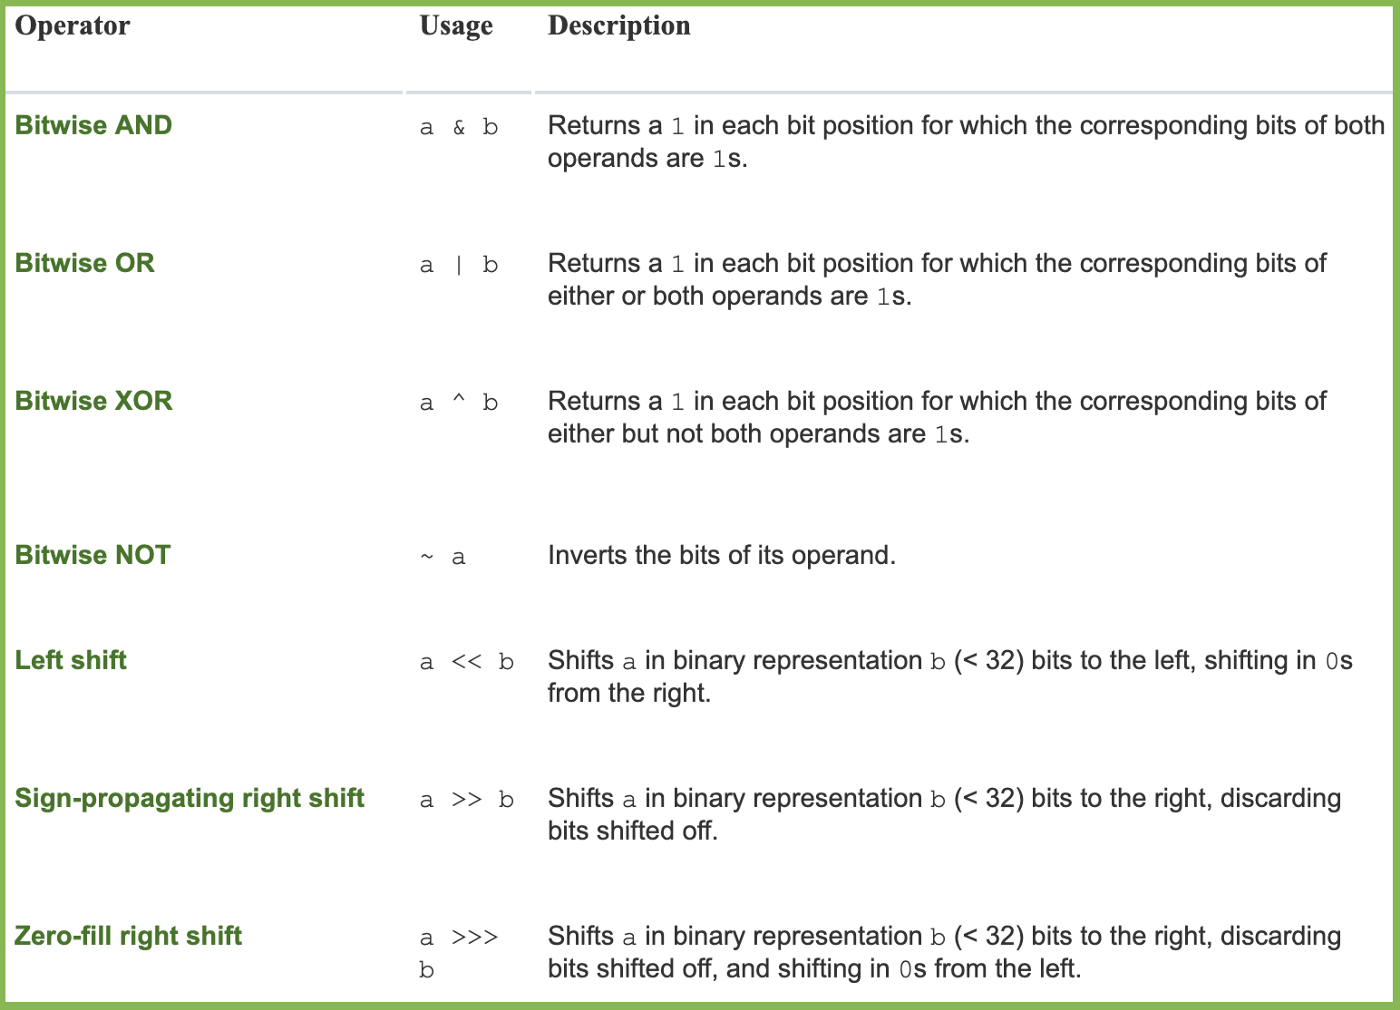 Operator Usage Description
Bitwise AND a & b Returns a 1 in each bit position for which the corresponding bits of both
operands are 1s.
Bitwise OR a | b Returns a 1 in each bit position for which the corresponding bits of
either or both operands are 1s.
Bitwise XOR a ^ b Returns a 1 in each bit position for which the corresponding bits of
either but not both operands are 1s.
Bitwise NOT ~ a Inverts the bits of its operand.
Left shift a << b Shifts a in binary representation b (< 32) bits to the left, shifting in 0s
from the right.
Sign-propagating right shift a >> b Shifts a in binary representation b (< 32) bits to the right, discarding
bits shifted off.
Zero-fill right shift a >>> Shifts a in binary representation b (< 32) bits to the right, discarding
b bits shifted off, and shifting in 0s from the left.